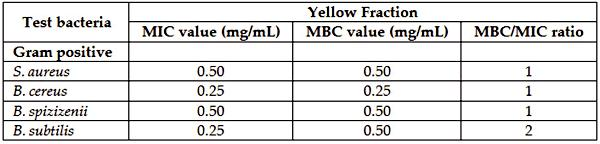 Test bacteria Yellow Fraction
MIC value (mg/mL) MBC value (mg/mL) MBC/MIC ratio
Gram positive
S. aureus 0.50 0.50 1
B. cereus 0.25 0.25 1
B. spizizenii 0.50 0.50 1
B. subtilis 0.25 0.50 2